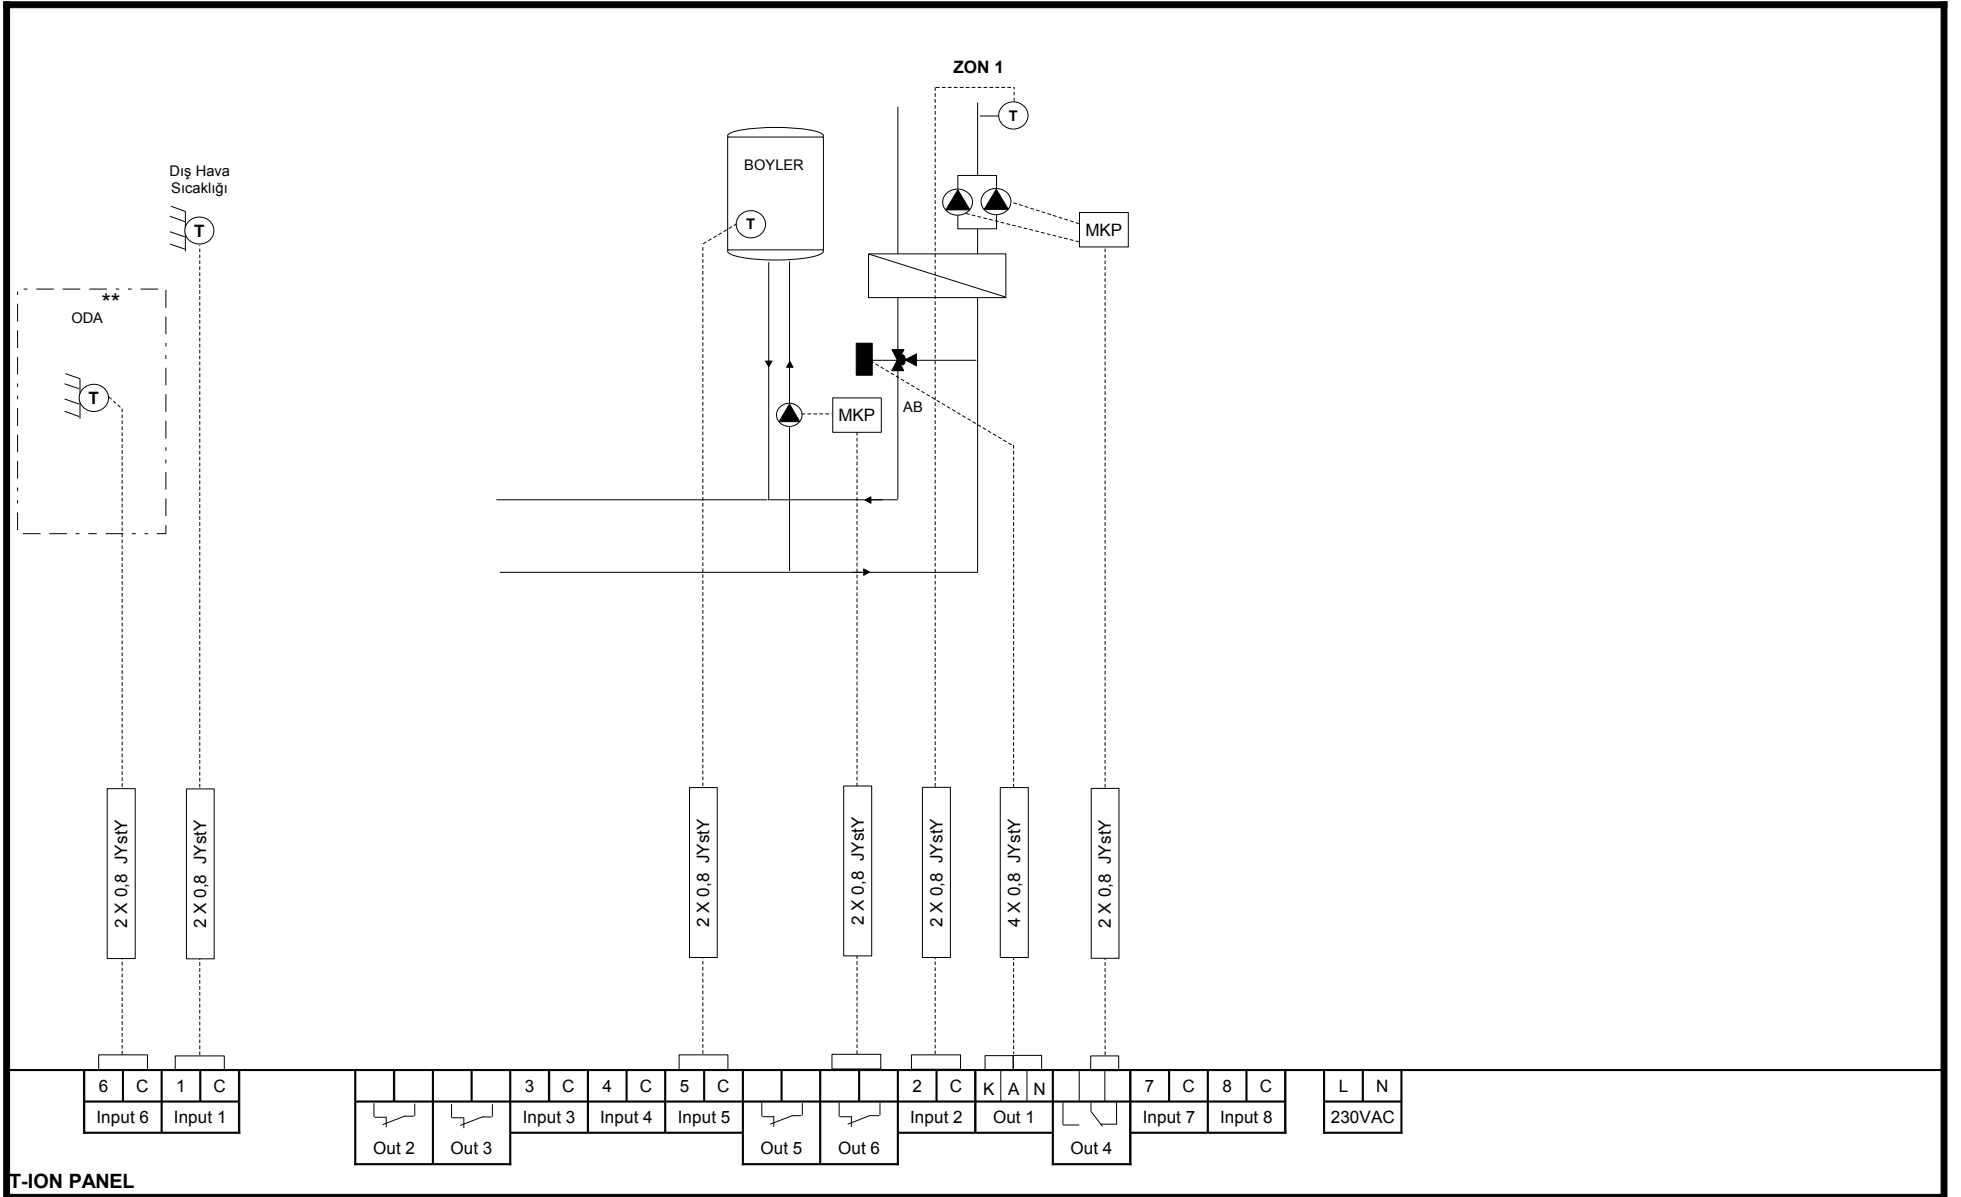 ZON 1
T
BOYLER
Dış Hava
Sıcaklığı
T
T
MKP
**
ODA
T
MKP
AB
2 X 0,8 JYstY
2 X 0,8 JYstY
2 X 0,8 JYstY
2 X 0,8 JYstY
2 X 0,8 JYstY
4 X 0,8 JYstY
2 X 0,8 JYstY
6 C 1 C 3 C 4 C 5 C 2 C K A N 7 C 8 C L N
Input 6 Input 1 Input 3 Input 4 Input 5 Input 2 Out 1 Input 7 Input 8 230VAC
Out 2 Out 3 Out 5 Out 6 Out 4
T-ION PANEL